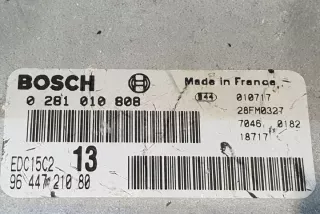 BOSCH
Made in France
0 281 010 808
010717
28FM0327
7046. 0182
18717
EDC15C2 13
96 447 210 80